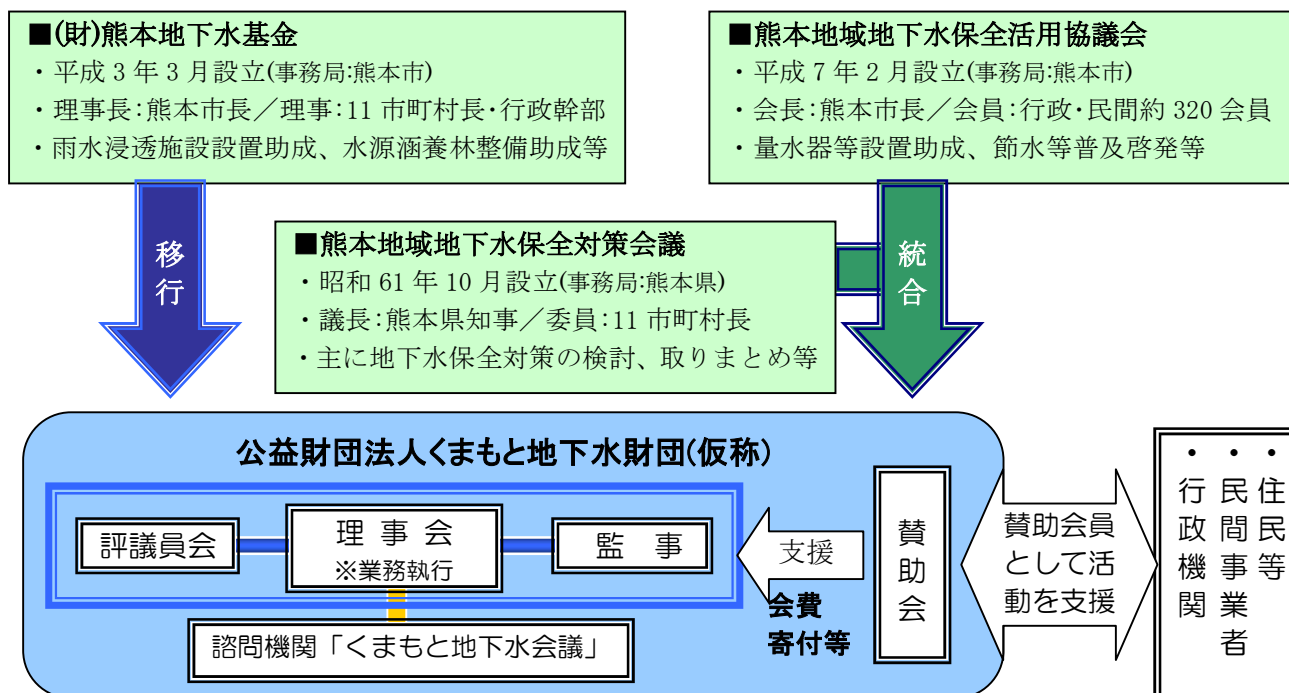 ■(財)熊本地下水基金
・平成3年3月設立(事務局:熊本市)
・理事長:熊本市長／理事:11市町村長・行政幹部
・雨水浸透施設設置助成、水源涵養林整備助成等
■熊本地域地下水保全活用協議会
・平成7年2月設立(事務局:熊本市)
・会長:熊本市長／会員:行政・民間約320会員
・量水器等設置助成、節水等普及啓発等
移行
■熊本地域地下水保全対策会議
・昭和61年10月設立(事務局:熊本県)
・議長:熊本県知事／委員:11市町村長
・主に地下水保全対策の検討、取りまとめ等
統合
公益財団法人くまもと地下水財団(仮称)
評議員会
理事会
※業務執行
監事
諮問機関「くまもと地下水会議」
支援
会費
寄付等
賛助会
賛助会員
として活
動を支援
・住民等
・民間事業者
・行政機関